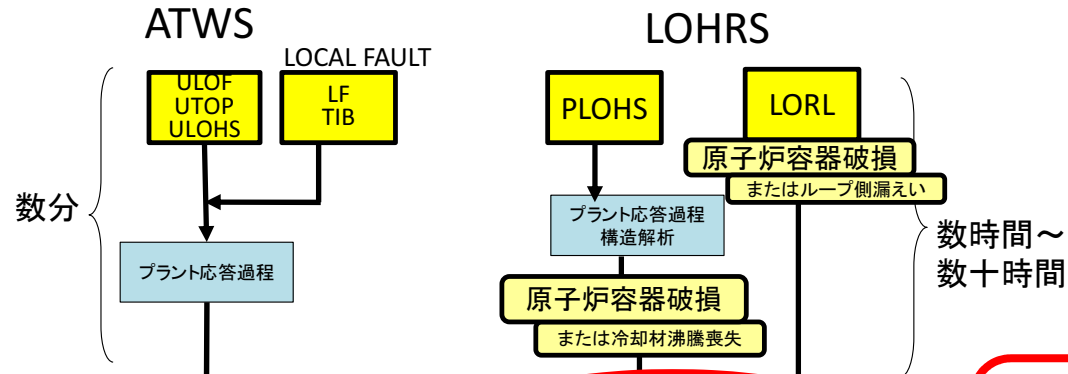 ATWS
LOCAL FAULT
ULOF
UTOP
ULOHS
LF
TIB
数分
プラント応答過程
LOHRS
PLOHS
LORL
原子炉容器破損
またはループ側漏えい
プラント応答過程
構造解析
原子炉容器破損
または冷却材沸騰喪失
数時間～
数十時間